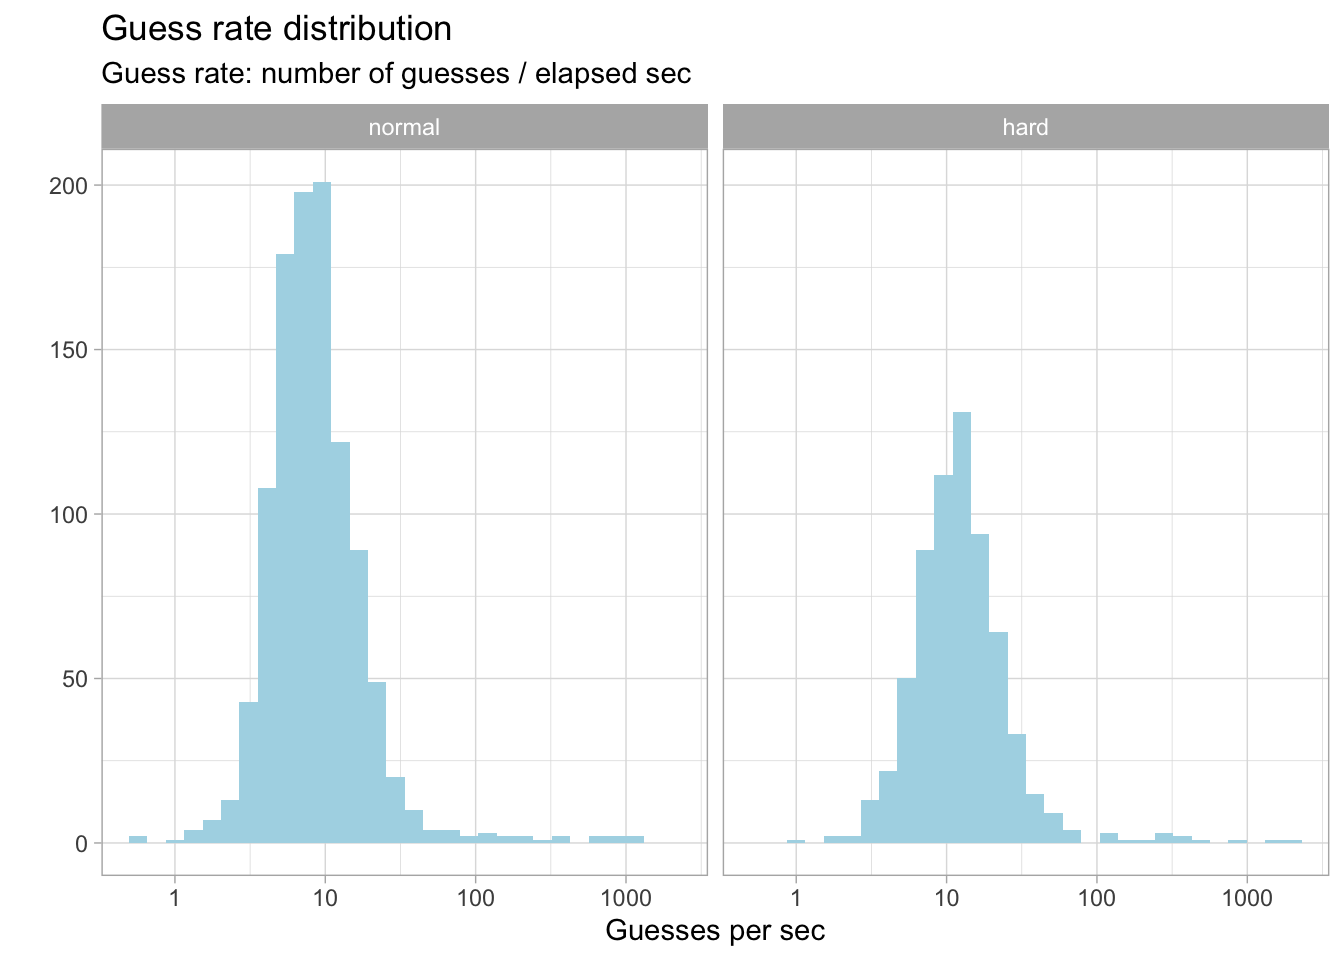 Guess rate distribution
Guess rate: number of guesses / elapsed sec
normal
hard
200
150
100
50
0
1 10 100 1000
1 10 100 1000
Guesses per sec